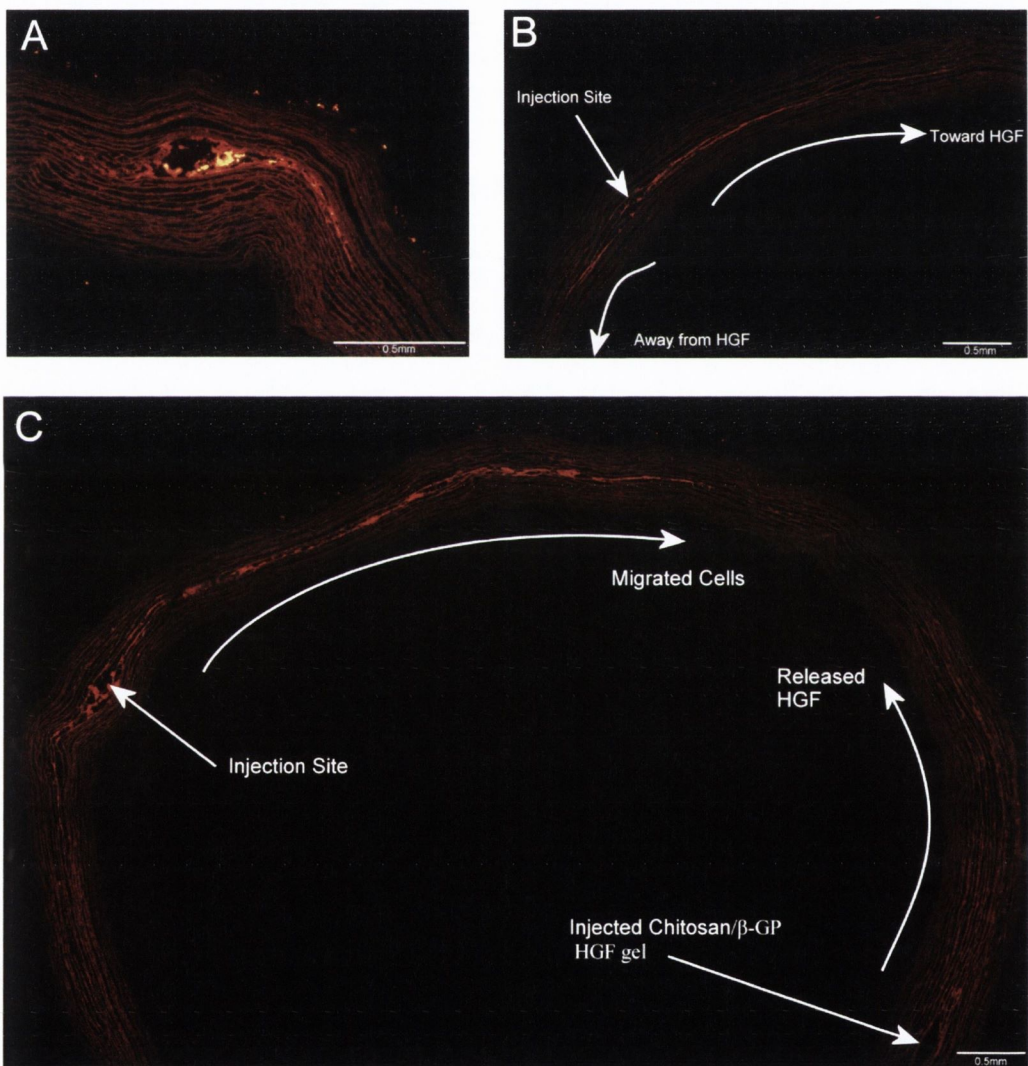 A
0.5mm
B
Injection Site
Toward HGF
Away from HGF
0.5mm
C
Migrated Cells
Released
HGF
Injection Site
Injected Chitosan/β-GP
HGF gel
0.5mm